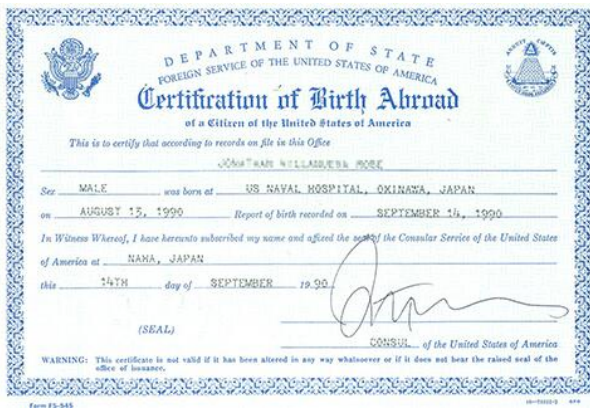 DEPARTMENT OF STATE
FOREIGN SERVICE OF THE UNITED STATES OF AMERICA
ANNUIT CŒPTIS
Certification of Birth Abroad
of a Citizen of the United States of America
This is to certify that according to records on file in this Office
JONATHAN
Sex MALE was born at US NAVAL HOSPITAL, OKINAWA, JAPAN
on AUGUST 13, 1990 Report of birth recorded on SEPTEMBER 14, 1990
In Witness Whereof, I have hereunto subscribed my name and affixed the seal of the Consular Service of the United States
of America at NAHA, JAPAN
this 14TH day of SEPTEMBER 19 90
(SEAL)
CONSUL of the United States of America
WARNING: This certificate is not valid if it has been altered in any way whatsoever or if it does not bear the raised seal of the
office of issuance.
Form FS-545
GPO